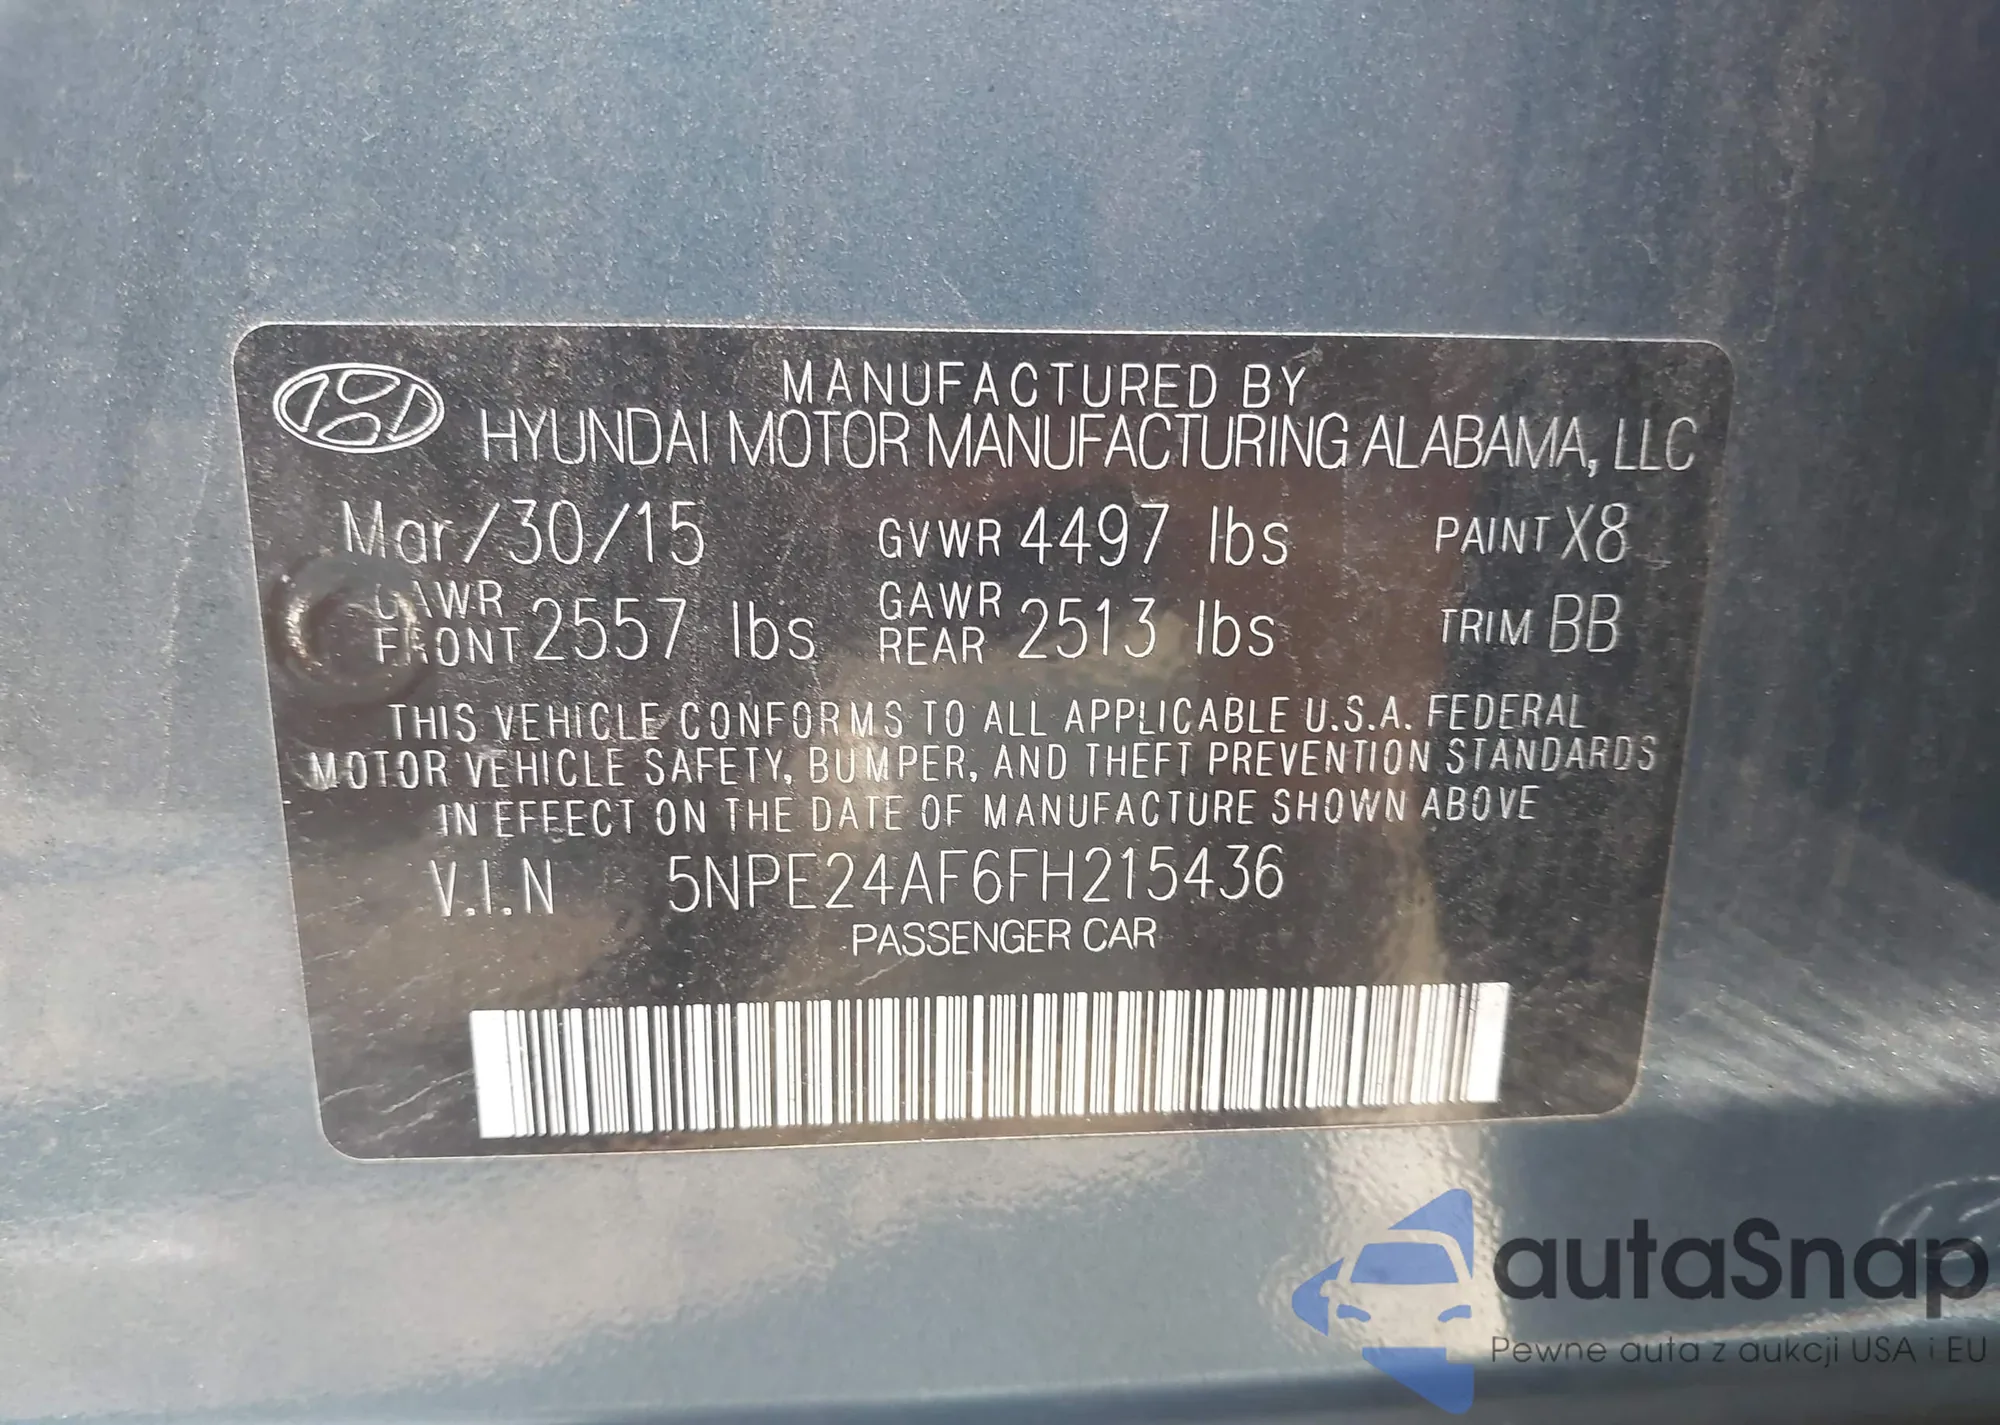 MANUFACTURED BY
HYUNDAI MOTOR MANUFACTURING ALABAMA, LLC
Mar/30/15 GVWR 4497 lbs PAINT X8
GAWR FRONT 2557 lbs GAWR REAR 2513 lbs TRIM BB
THIS VEHICLE CONFORMS TO ALL APPLICABLE U.S.A. FEDERAL
MOTOR VEHICLE SAFETY, BUMPER, AND THEFT PREVENTION STANDARDS
IN EFFECT ON THE DATE OF MANUFACTURE SHOWN ABOVE
V.I.N 5NPE24AF6FH215436
PASSENGER CAR
autaSnap
Pewne auta z aukcji USA i EU